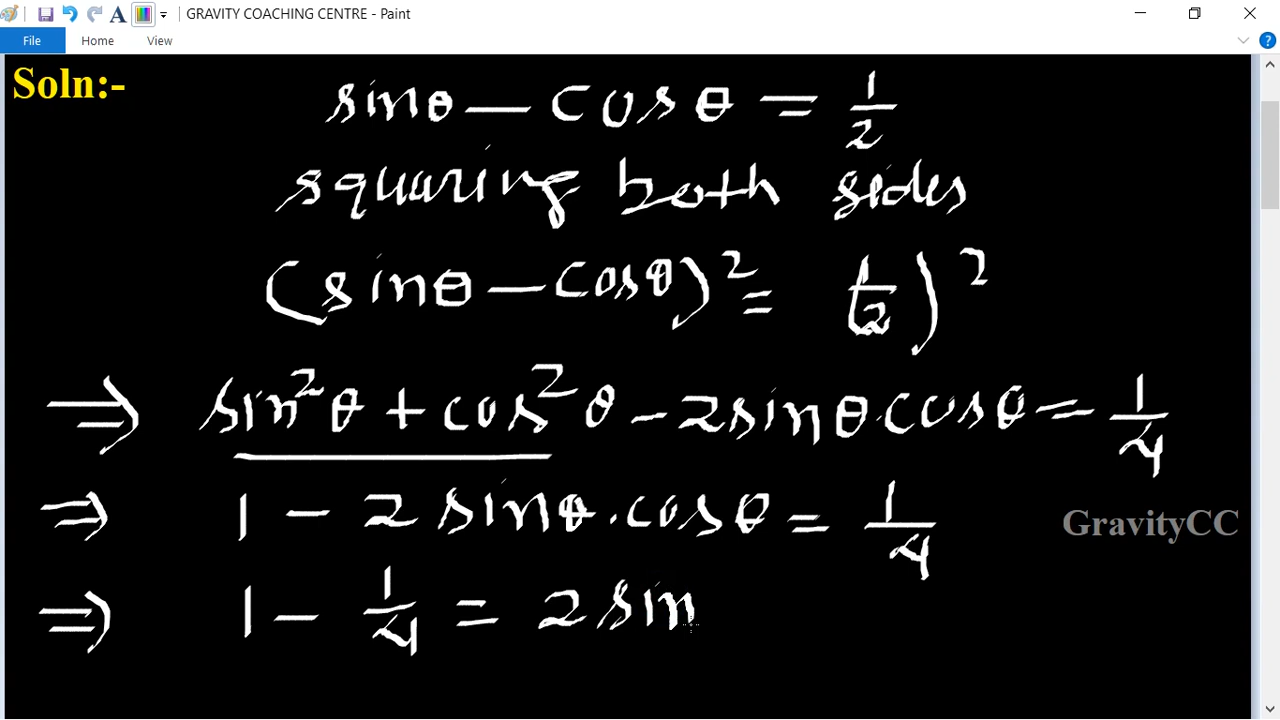 GRAVITY COACHING CENTRE - Paint
File Home View
Soln:-
sinθ — cosθ = 1/2
squaring both sides
(sinθ — cosθ)² = (1/2)²
⇒ sin²θ + cos²θ - 2sinθ.cosθ = 1/4
⇒ 1 - 2sinθ.cosθ = 1/4
GravityCC
⇒ 1 - 1/4 = 2sin